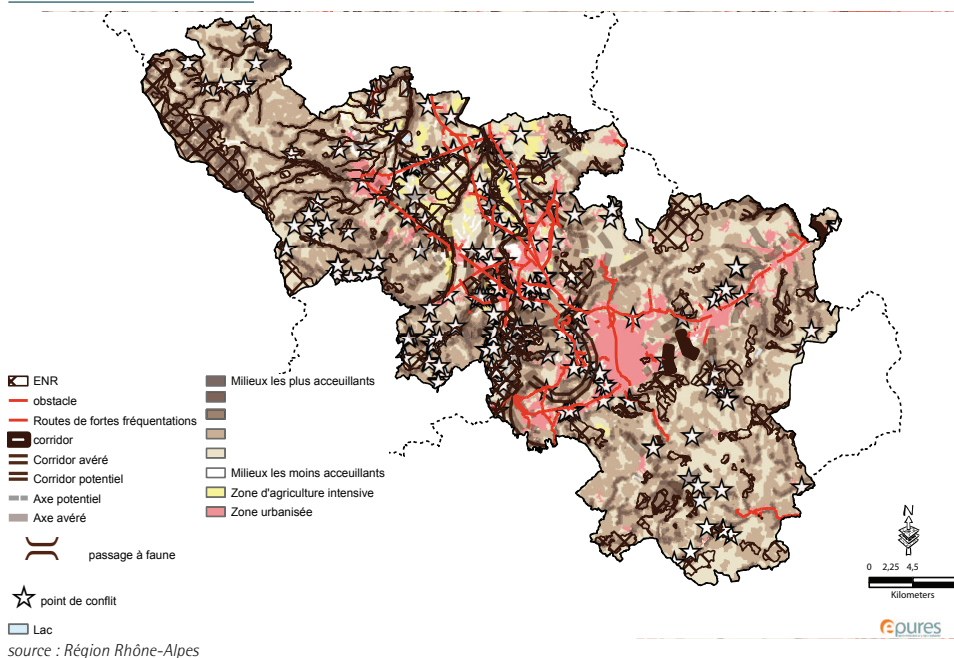 ENR
obstacle
Routes de fortes fréquentations
corridor
Corridor avéré
Corridor potentiel
Axe potentiel
Axe avéré
passage à faune
point de conflit
Lac
Milieux les plus acceuillants
Milieux les moins acceuillants
Zone d'agriculture intensive
Zone urbanisée
N
0 2,25 4,5
Kilometers
epures
source : Région Rhône-Alpes